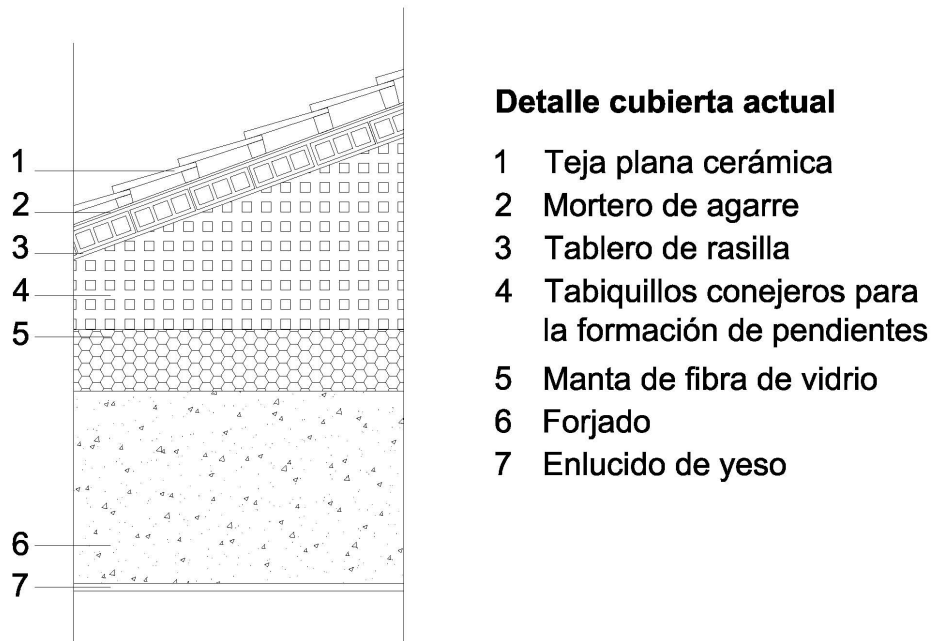 Detalle cubierta actual
1 Teja plana cerámica
2 Mortero de agarre
3 Tablero de rasilla
4 Tabiquillos conejeros para
la formación de pendientes
5 Manta de fibra de vidrio
6 Forjado
7 Enlucido de yeso
1
2
3
4
5
6
7